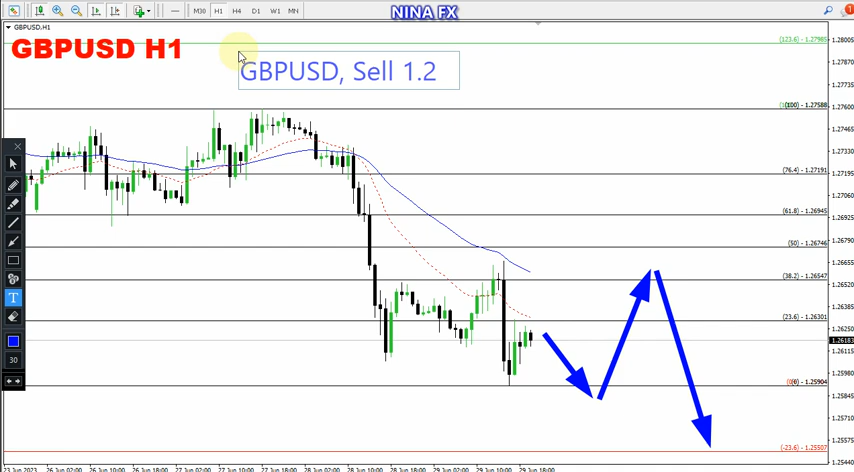 M30 H1 H4 D1 W1 MN
NINA FX
GBPUSD,H1
GBPUSD H1
GBPUSD, Sell 1.2
(123.6) - 1.27985
(100) - 1.27588
(76.4) - 1.27191
(61.8) - 1.26945
(50) - 1.26746
(38.2) - 1.26547
(23.6) - 1.26301
(0) - 1.25904
(-23.6) - 1.25507
1.28005
1.27870
1.27735
1.27600
1.27465
1.27330
1.27195
1.27060
1.26925
1.26790
1.26655
1.26520
1.26385
1.26250
1.26183
1.26115
1.25980
1.25845
1.25710
1.25575
1.25440
T
30
23 Jun 2023 26 Jun 02:00 26 Jun 10:00 26 Jun 18:00 27 Jun 02:00 27 Jun 10:00 27 Jun 18:00 28 Jun 02:00 28 Jun 10:00 28 Jun 18:00 29 Jun 02:00 29 Jun 10:00 29 Jun 18:00